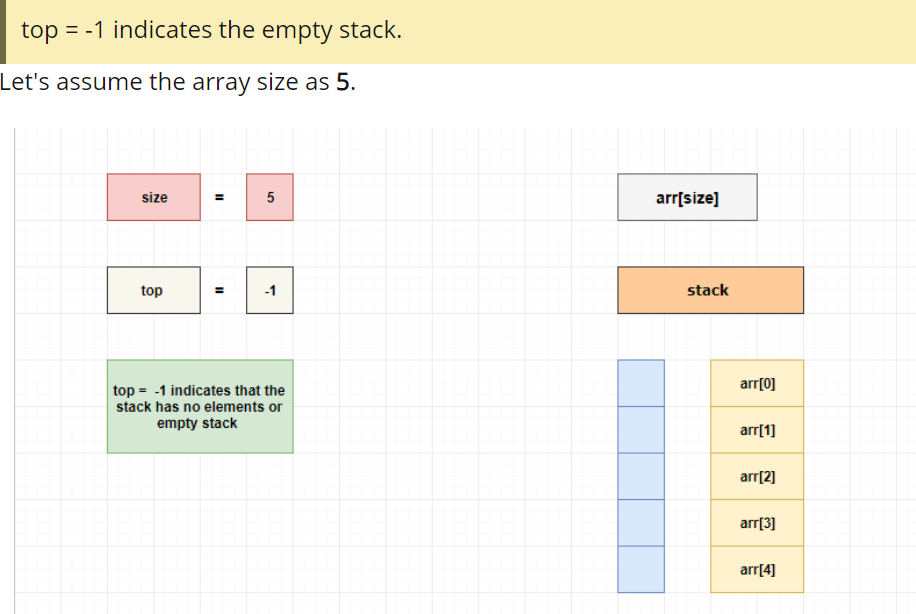 top = -1 indicates the empty stack.
Let's assume the array size as 5.
size = 5
arr[size]
top = -1
stack
top =  -1 indicates that the
stack has no elements or
empty stack
arr[0]
arr[1]
arr[2]
arr[3]
arr[4]